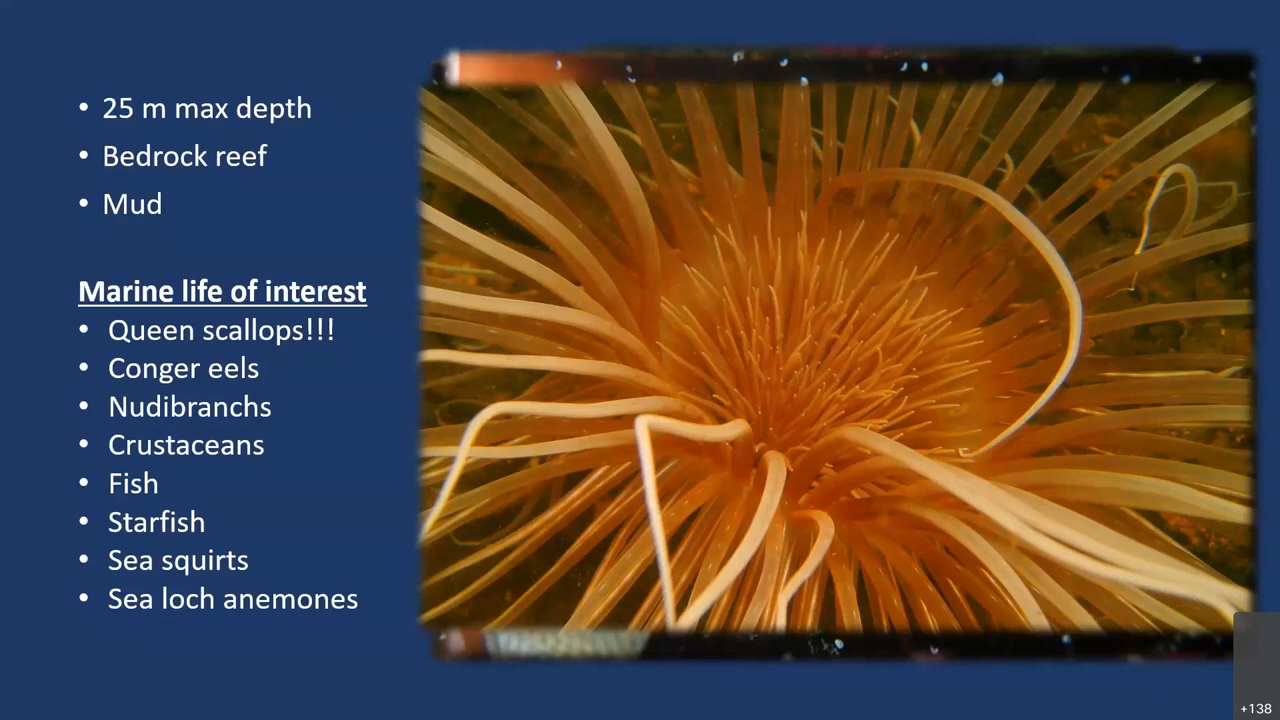 • 25 m max depth
• Bedrock reef
• Mud
Marine life of interest
• Queen scallops!!!
• Conger eels
• Nudibranchs
• Crustaceans
• Fish
• Starfish
• Sea squirts
• Sea loch anemones
+138